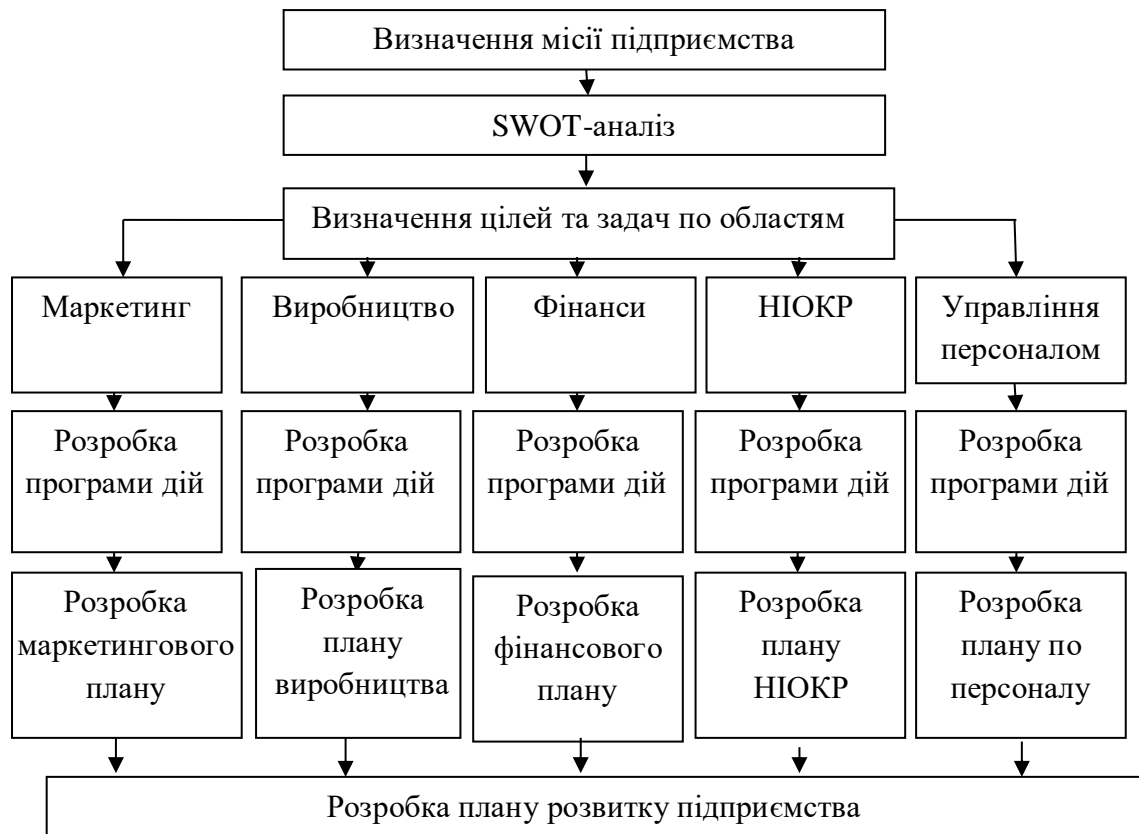 Визначення місії підприємства
SWOT-аналіз
Визначення цілей та задач по областям
Маркетинг
Виробництво
Фінанси
НІОКР
Управління
персоналом
Розробка
програми дій
Розробка
програми дій
Розробка
програми дій
Розробка
програми дій
Розробка
програми дій
Розробка
маркетингового
плану
Розробка
плану
виробництва
Розробка
фінансового
плану
Розробка
плану
НІОКР
Розробка
плану по
персоналу
Розробка плану розвитку підприємства